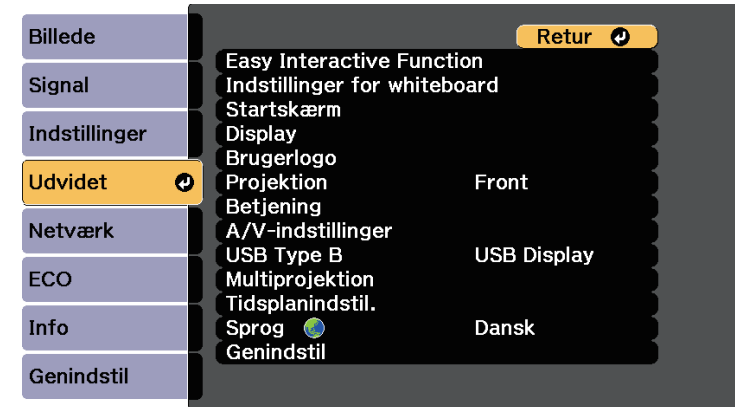 Billede
Signal
Indstillinger
Udvidet
Netværk
ECO
Info
Genindstil
Retur
Easy Interactive Function
Indstillinger for whiteboard
Startskærm
Display
Brugerlogo
Projektion Front
Betjening
A/V-indstillinger
USB Type B USB Display
Multiprojektion
Tidsplanindstil.
Sprog Dansk
Genindstil